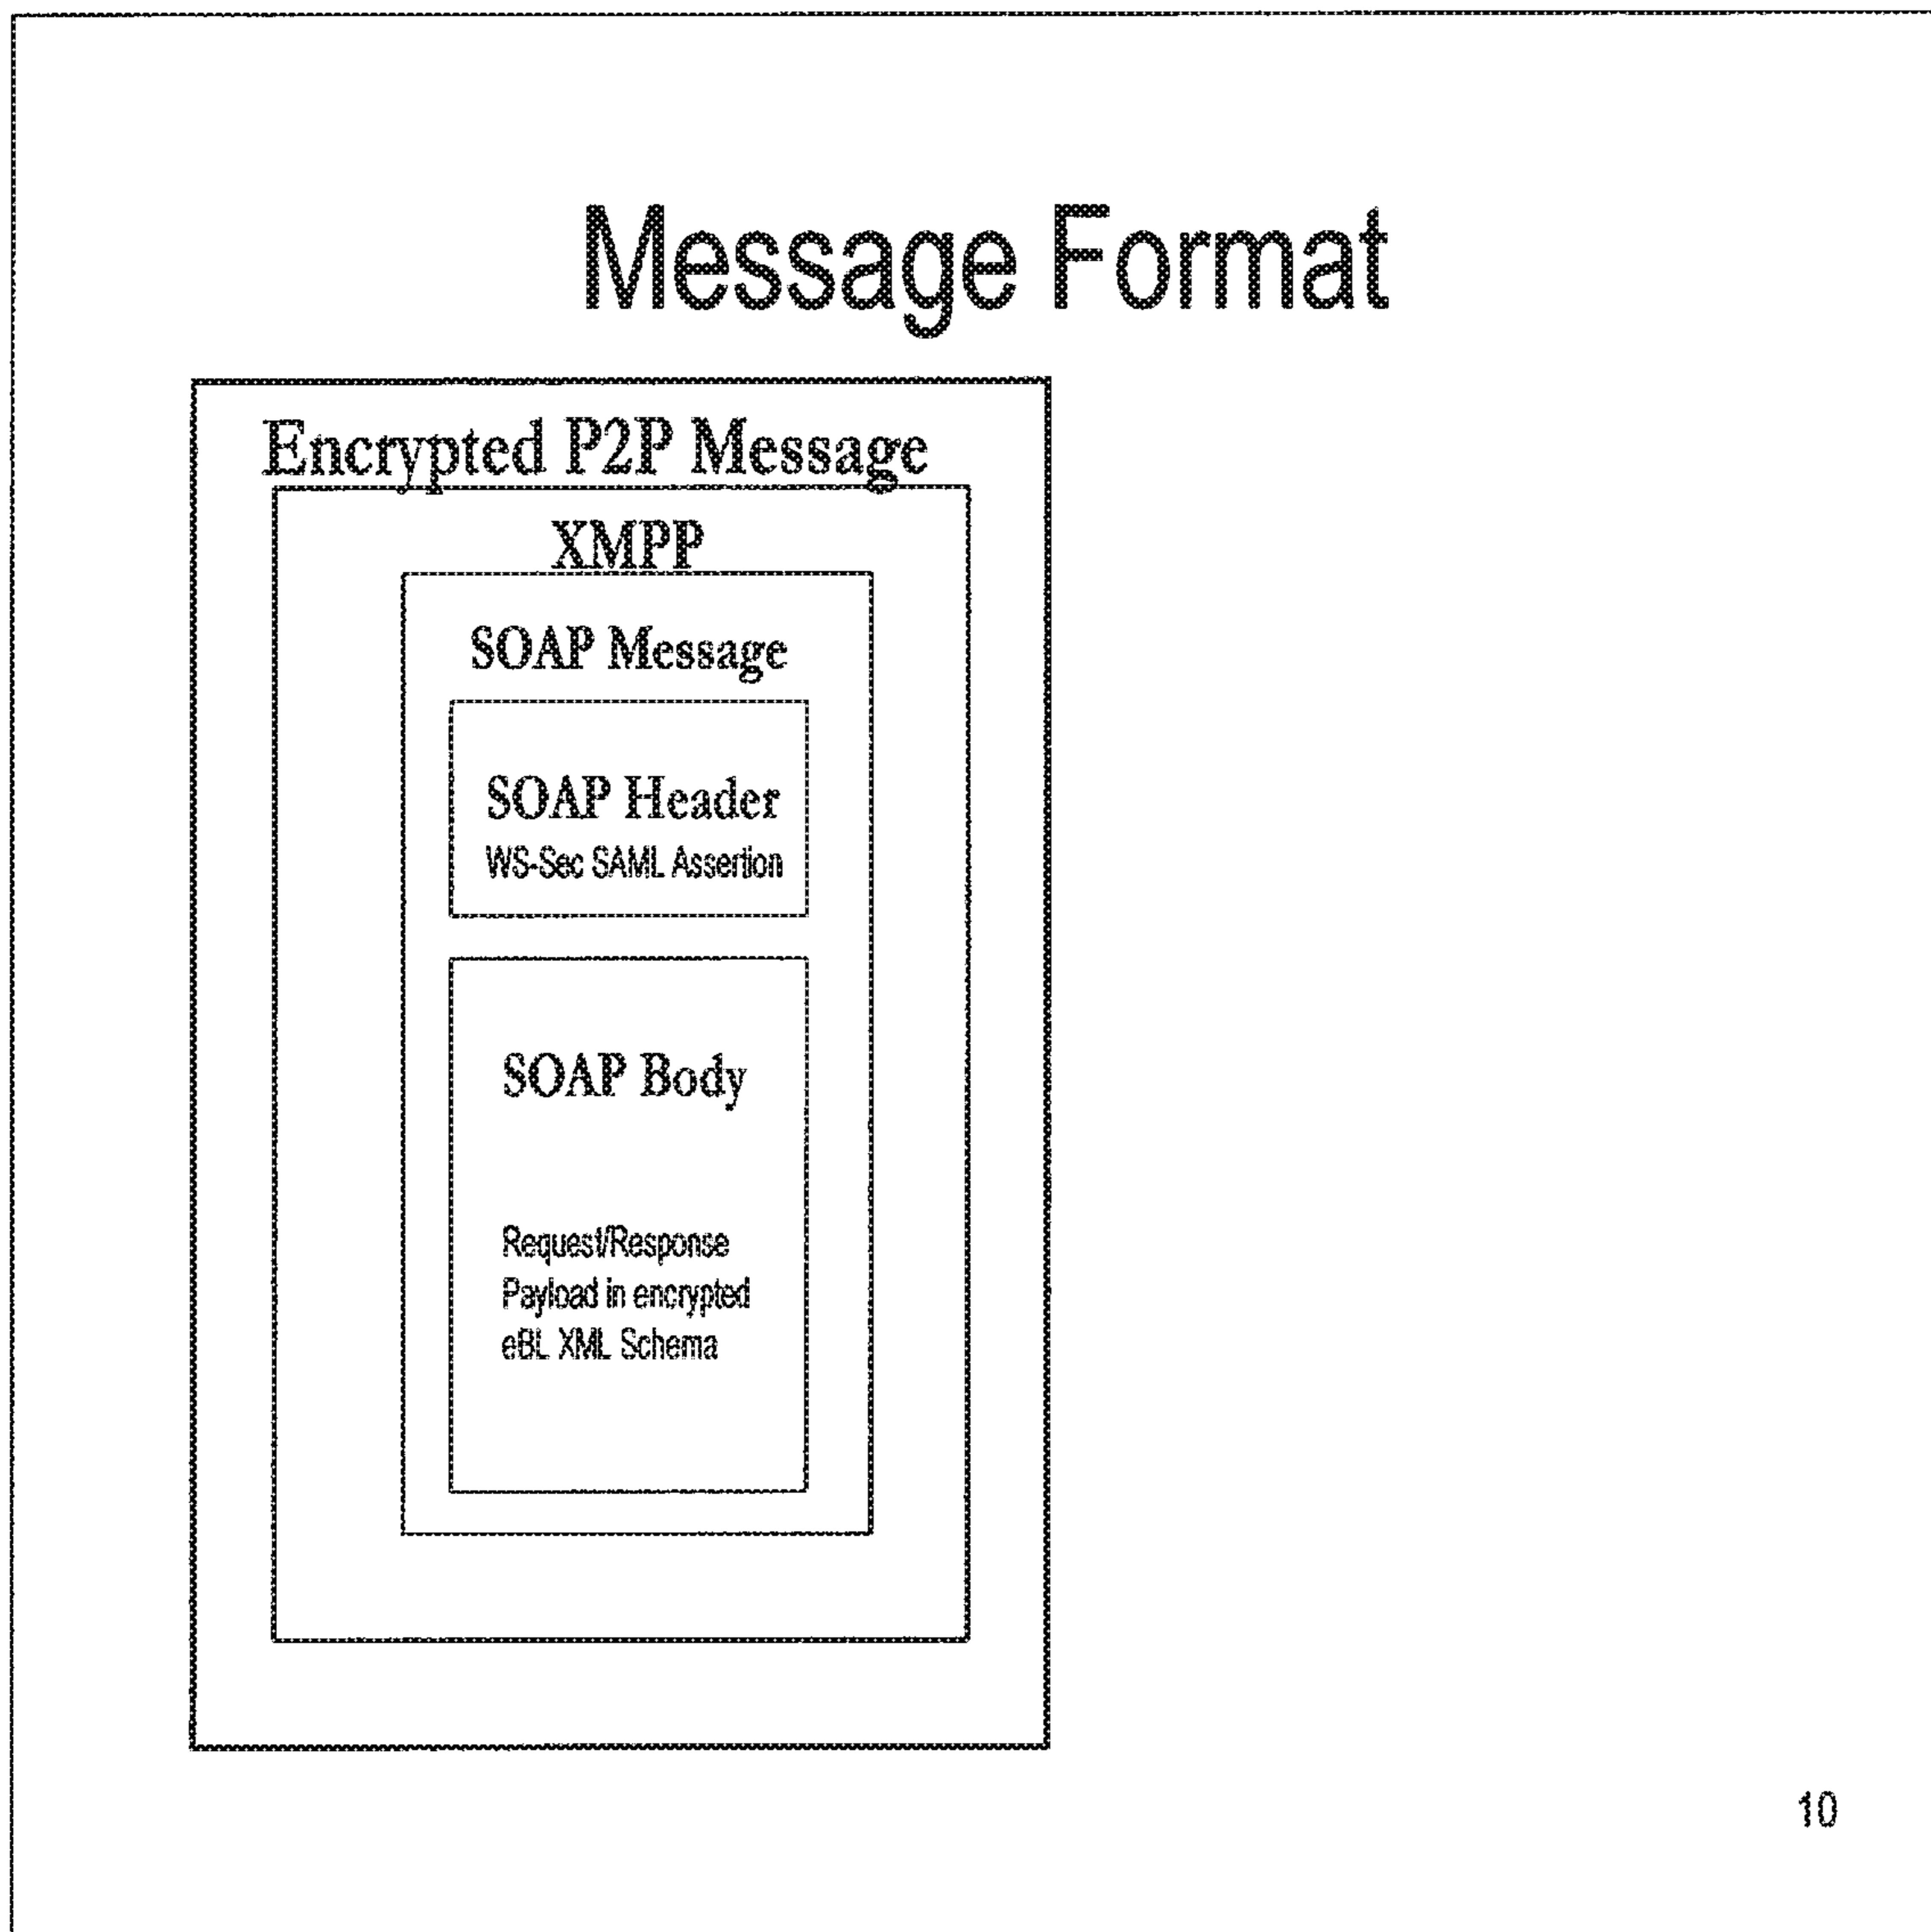 Message Format
Encrypted P2P Message
XMPP
SOAP Message
SOAP Header
WS-Sec SAML Assertion
SOAP Body
Request/Response
Payload in encrypted
eBL XML Schema
10